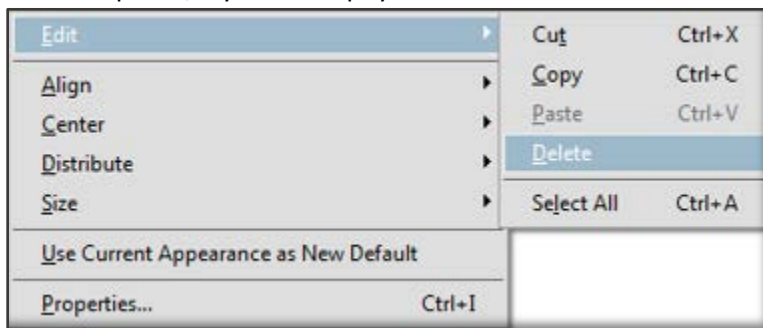 Edit
Align
Center
Distribute
Size
Use Current Appearance as New Default
Properties... Ctrl+I
Cut Ctrl+X
Copy Ctrl+C
Paste Ctrl+V
Delete
Select All Ctrl+A